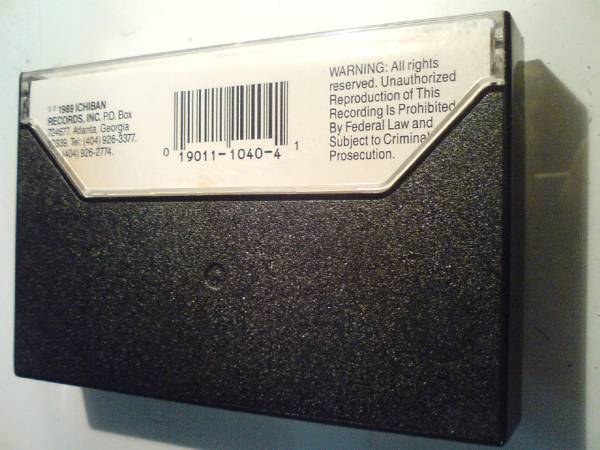 ℗© 1989 ICHIBAN
RECORDS, INC. P.O. Box
724677, Atlanta, Georgia
339. Tel: (404) 926-3377.
(404) 926-2774.
0 19011-1040-4 1
WARNING: All rights
reserved. Unauthorized
Reproduction of This
Recording Is Prohibited
By Federal Law and
Subject to Criminal
Prosecution.